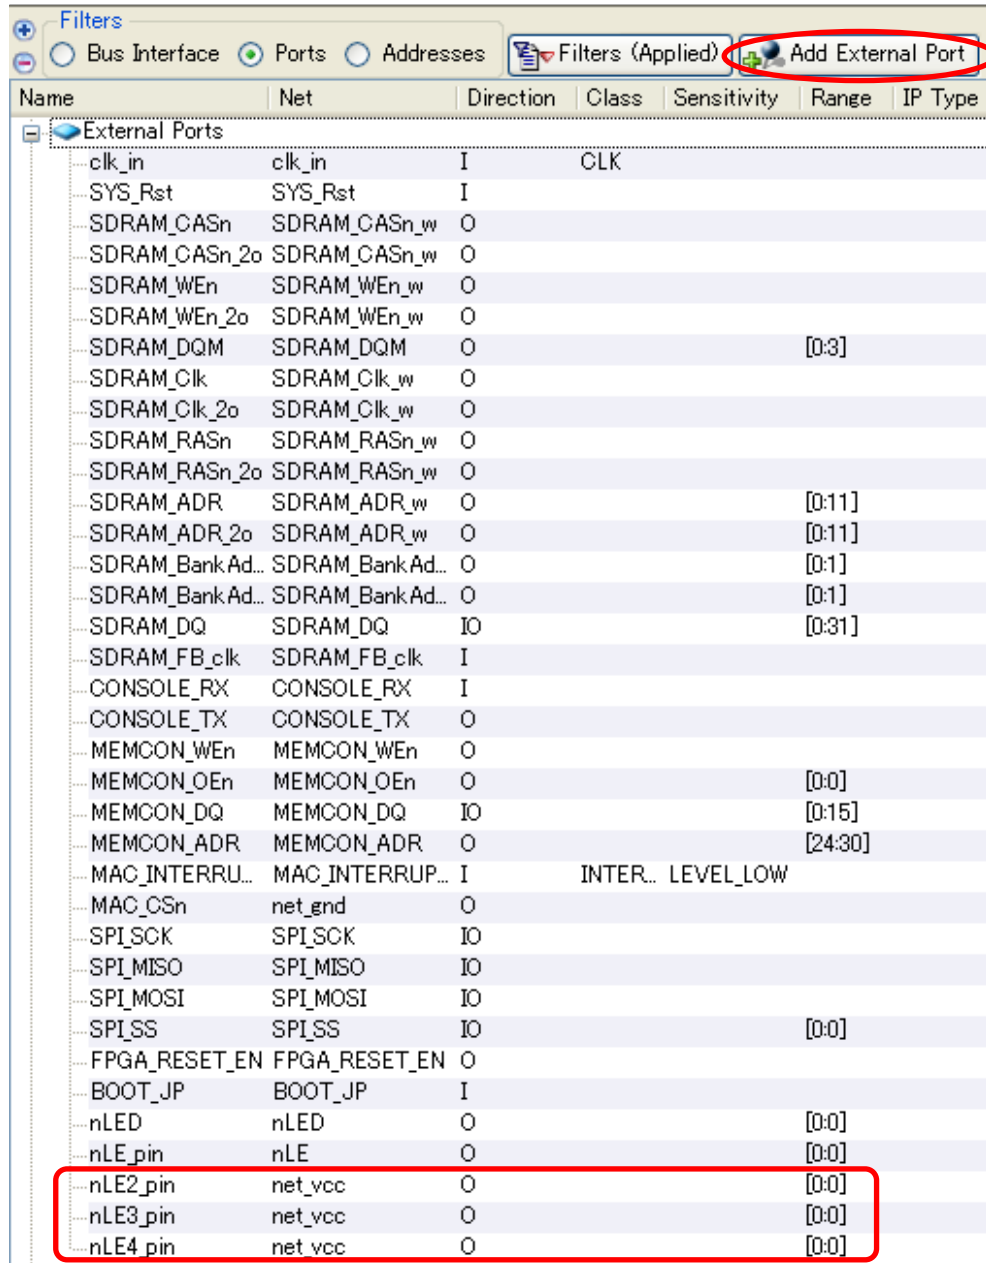 Filters
Bus Interface Ports Addresses Filters (Applied) Add External Port
Name Net Direction Class Sensitivity Range IP Type
External Ports
clk_in clk_in I CLK
SYS_Rst SYS_Rst I
SDRAM_CASn SDRAM_CASn_w O
SDRAM_CASn_2o SDRAM_CASn_w O
SDRAM_WEn SDRAM_WEn_w O
SDRAM_WEn_2o SDRAM_WEn_w O
SDRAM_DQM SDRAM_DQM O [0:3]
SDRAM_Clk SDRAM_Clk_w O
SDRAM_Clk_2o SDRAM_Clk_w O
SDRAM_RASn SDRAM_RASn_w O
SDRAM_RASn_2o SDRAM_RASn_w O
SDRAM_ADR SDRAM_ADR_w O [0:11]
SDRAM_ADR_2o SDRAM_ADR_w O [0:11]
SDRAM_BankAd... SDRAM_BankAd... O [0:1]
SDRAM_BankAd... SDRAM_BankAd... O [0:1]
SDRAM_DQ SDRAM_DQ IO [0:31]
SDRAM_FB_clk SDRAM_FB_clk I
CONSOLE_RX CONSOLE_RX I
CONSOLE_TX CONSOLE_TX O
MEMCON_WEn MEMCON_WEn O
MEMCON_OEn MEMCON_OEn O [0:0]
MEMCON_DQ MEMCON_DQ IO [0:15]
MEMCON_ADR MEMCON_ADR O [24:30]
MAC_INTERRU... MAC_INTERRUP... I INTER... LEVEL_LOW
MAC_CSn net_gnd O
SPI_SCK SPI_SCK IO
SPI_MISO SPI_MISO IO
SPI_MOSI SPI_MOSI IO
SPI_SS SPI_SS IO [0:0]
FPGA_RESET_EN FPGA_RESET_EN O
BOOT_JP BOOT_JP I
nLED nLED O [0:0]
nLE_pin nLE O [0:0]
nLE2_pin net_vcc O [0:0]
nLE3_pin net_vcc O [0:0]
nLE4_pin net_vcc O [0:0]